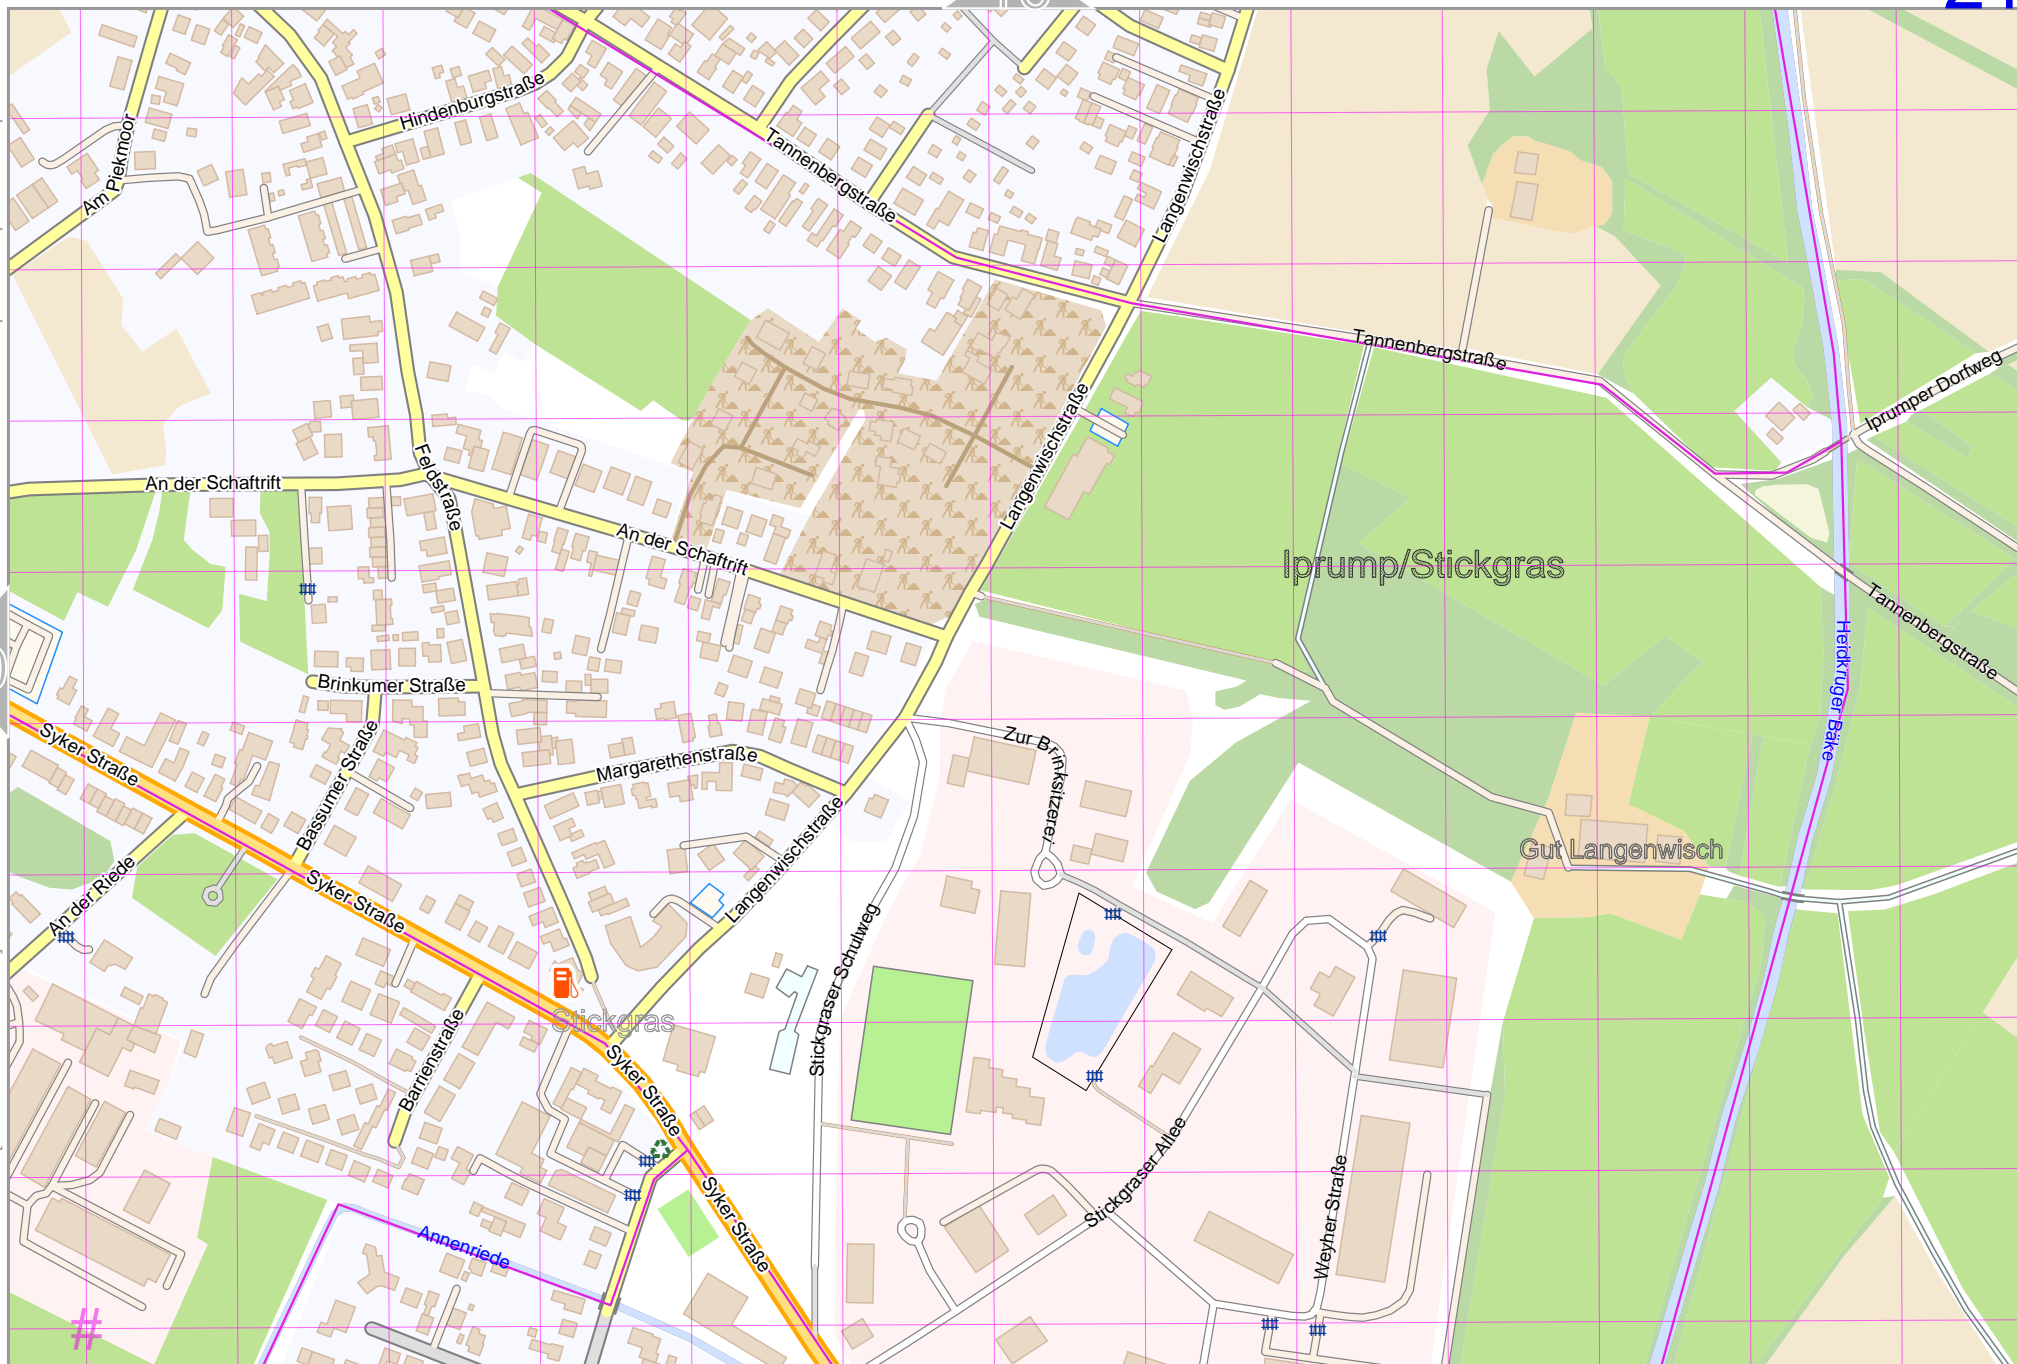 Hindenburgstraße
Am Piekmoor
Tannenbergstraße
Langenwischstraße
Tannenbergstraße
Iprumper Dorfweg
An der Schaftrift
Feldstraße
An der Schaftrift
Langenwischstraße
Iprump/Stickgras
Tannenbergstraße
Heidkruger Bäke
Brinkumer Straße
Syker Straße
Bassumer Straße
Margarethenstraße
Zur Brinksitzerei
Langenwischstraße
Gut Langenwisch
An der Riede
Syker Straße
Stickgraser Schulweg
Stickgras
Barrienstraße
Syker Straße
Syker Straße
Stickgraser Allee
Weyher Straße
Annenriede
#